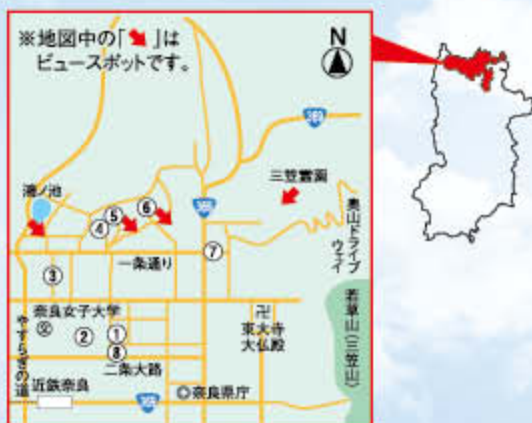 ※地図中の「」は
ビュースポットです。
N
369
三笠霊園
鴻ノ池
⑤
⑥
④
369
奥山ドライブ
ウェイ
⑦
一条通り
③
奈良女子大学
やすらぎの道
②
①
⑧
東大寺
大仏殿
若草山(三笠山)
二条大路
近鉄奈良
369
◎奈良県庁